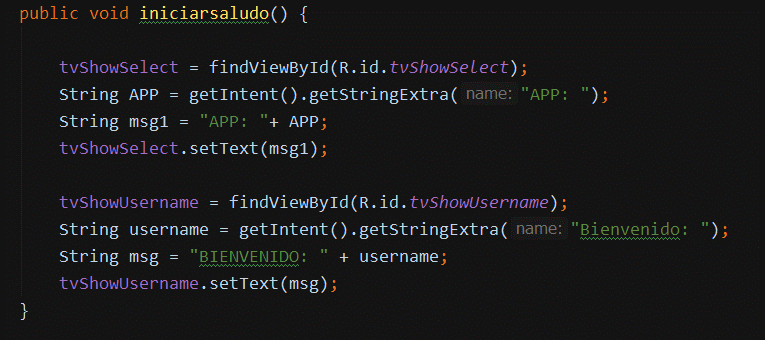 public void iniciarsaludo() {
tvShowSelect = findViewById(R.id.tvShowSelect);
String APP = getIntent().getStringExtra( name: "APP: ");
String msg1 = "APP: "+ APP;
tvShowSelect.setText(msg1);
tvShowUsername = findViewById(R.id.tvShowUsername);
String username = getIntent().getStringExtra( name: "Bienvenido: ");
String msg = "BIENVENIDO: " + username;
tvShowUsername.setText(msg);
}